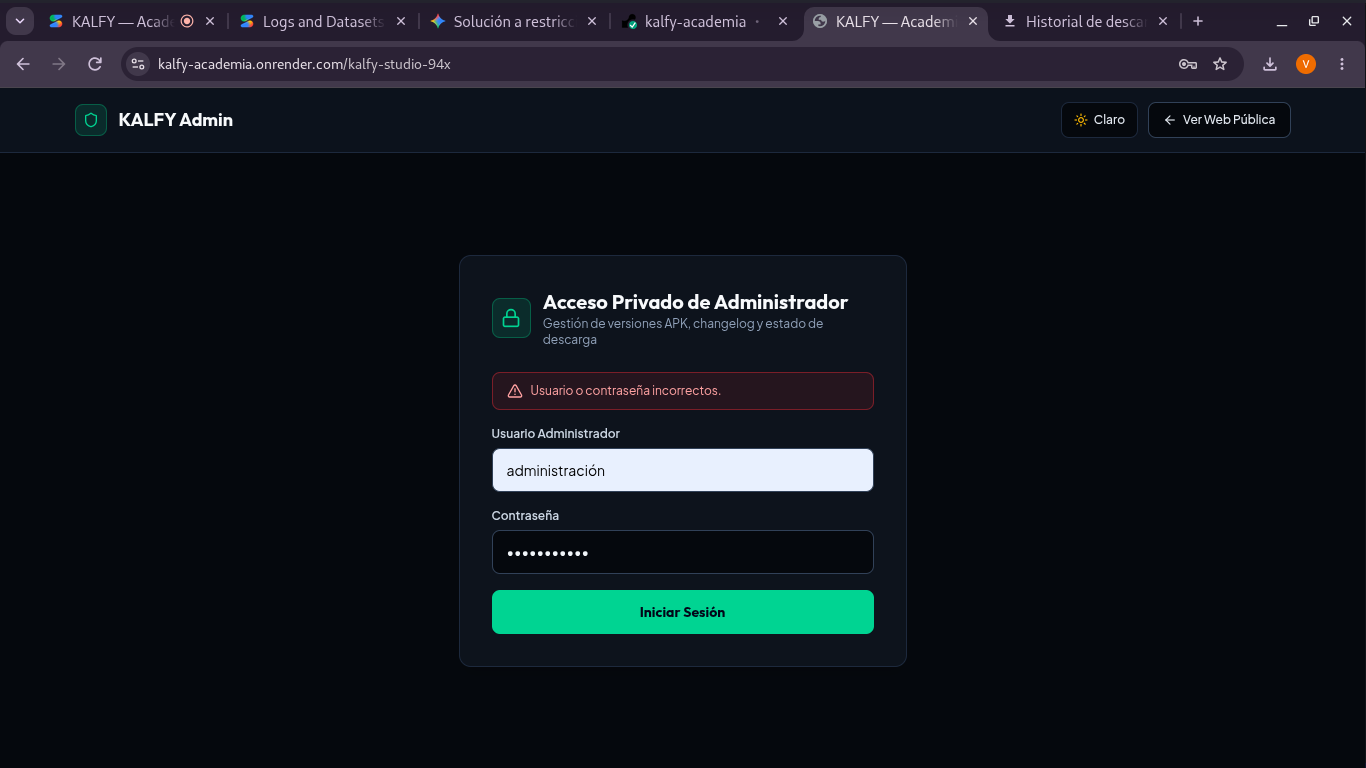 KALFY — Acad
Logs and Datasets
Solución a restricc
kalfy-academia ·
KALFY — Academ
Historial de desca
kalfy-academia.onrender.com/kalfy-studio-94x
V
KALFY Admin
Claro
Ver Web Pública
Acceso Privado de Administrador
Gestión de versiones APK, changelog y estado de
descarga
Usuario o contraseña incorrectos.
Usuario Administrador
administración
Contraseña
•••••••••••
Iniciar Sesión